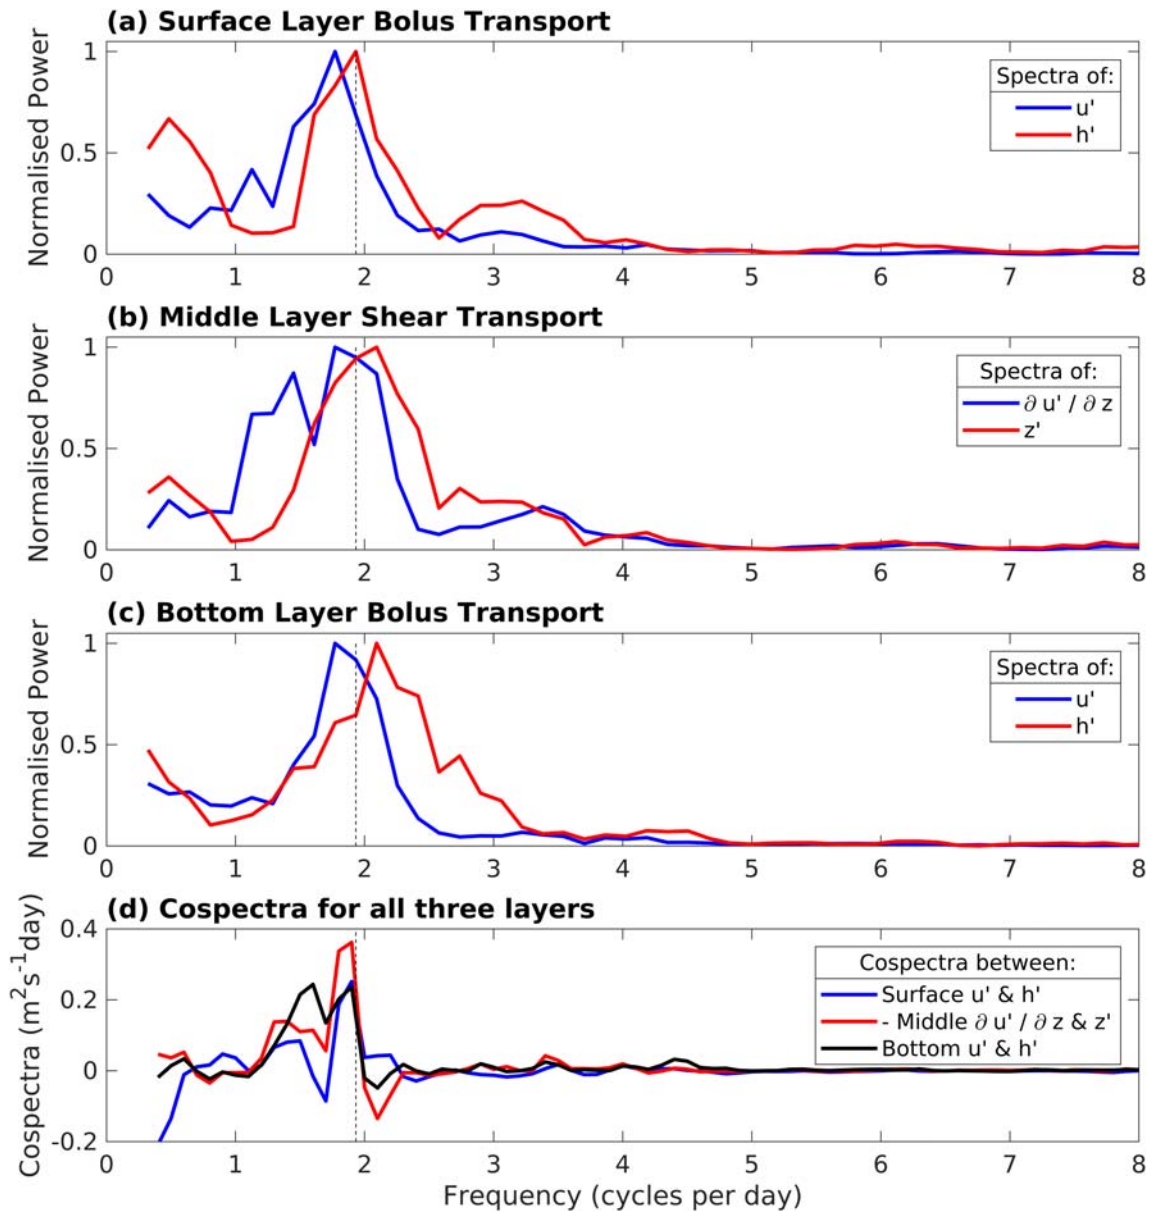 (a) Surface Layer Bolus Transport
Normalised Power
1
0.5
0
Spectra of:
u'
h'
0 1 2 3 4 5 6 7 8
(b) Middle Layer Shear Transport
Normalised Power
1
0.5
0
Spectra of:
∂ u' / ∂ z
z'
0 1 2 3 4 5 6 7 8
(c) Bottom Layer Bolus Transport
Normalised Power
1
0.5
0
Spectra of:
u'
h'
0 1 2 3 4 5 6 7 8
(d) Cospectra for all three layers
Cospectra (m²s⁻¹day)
0.4
0.2
0
-0.2
Cospectra between:
Surface u' & h'
- Middle ∂ u' / ∂ z & z'
Bottom u' & h'
0 1 2 3 4 5 6 7 8
Frequency (cycles per day)